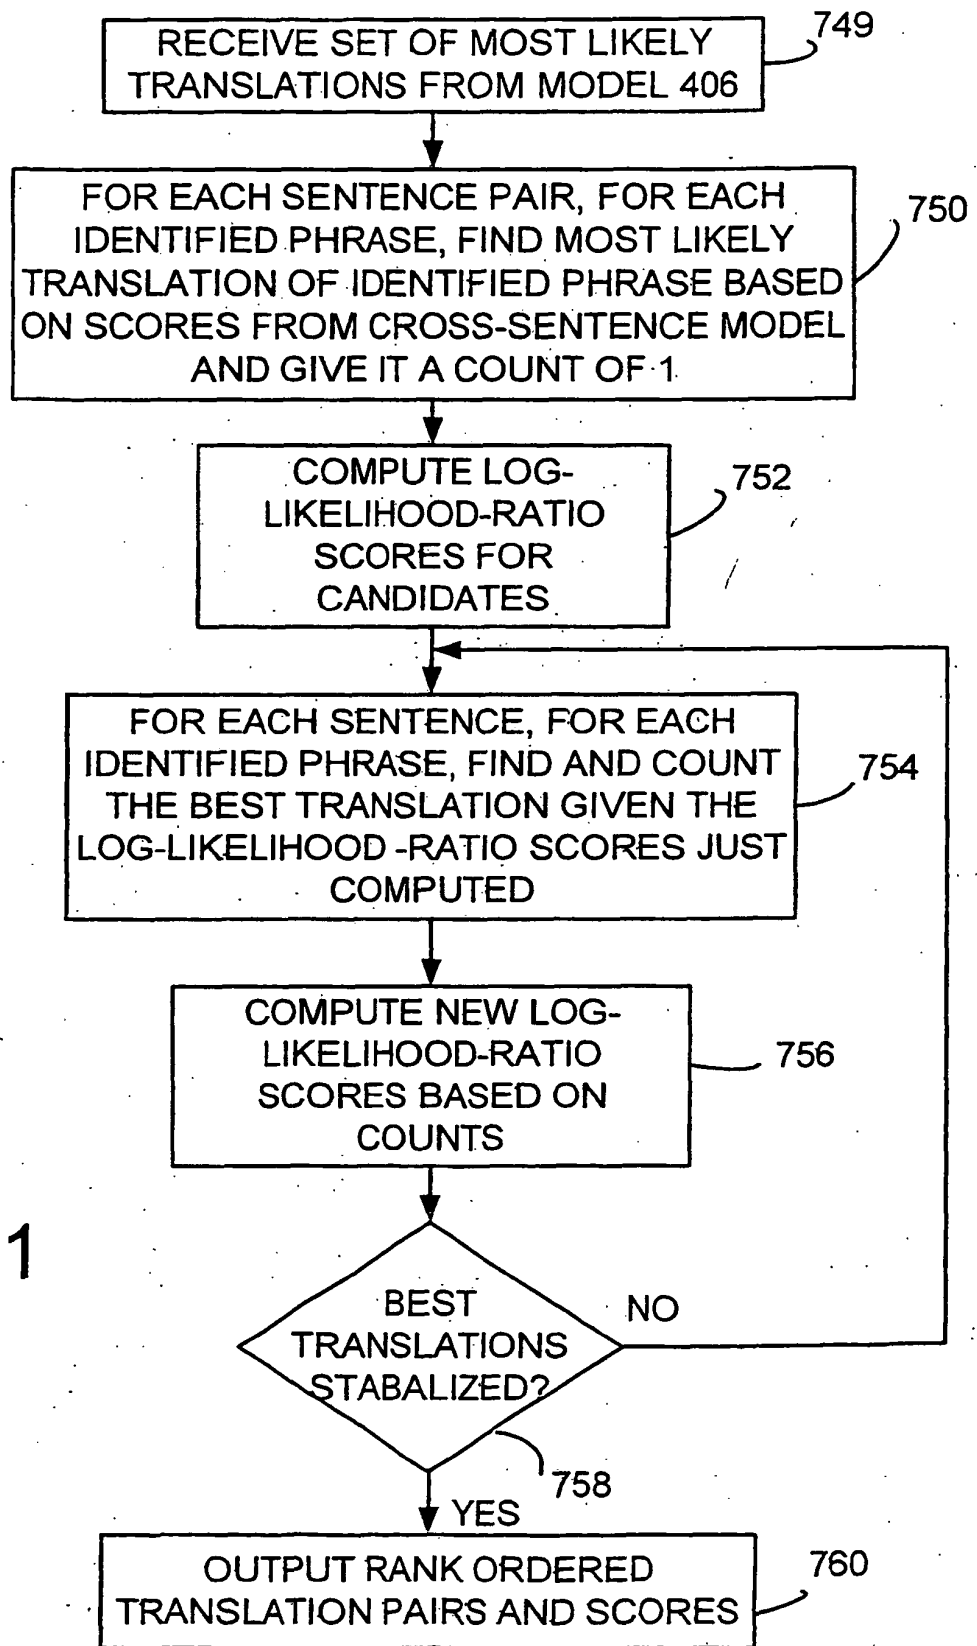 749
RECEIVE SET OF MOST LIKELY
TRANSLATIONS FROM MODEL 406
750
FOR EACH SENTENCE PAIR, FOR EACH
IDENTIFIED PHRASE, FIND MOST LIKELY
TRANSLATION OF IDENTIFIED PHRASE BASED
ON SCORES FROM CROSS-SENTENCE MODEL
AND GIVE IT A COUNT OF 1
752
COMPUTE LOG-
LIKELIHOOD-RATIO
SCORES FOR
CANDIDATES
754
FOR EACH SENTENCE, FOR EACH
IDENTIFIED PHRASE, FIND AND COUNT
THE BEST TRANSLATION GIVEN THE
LOG-LIKELIHOOD -RATIO SCORES JUST
COMPUTED
756
COMPUTE NEW LOG-
LIKELIHOOD-RATIO
SCORES BASED ON
COUNTS
1
BEST
TRANSLATIONS
STABALIZED?
NO
758
YES
760
OUTPUT RANK ORDERED
TRANSLATION PAIRS AND SCORES